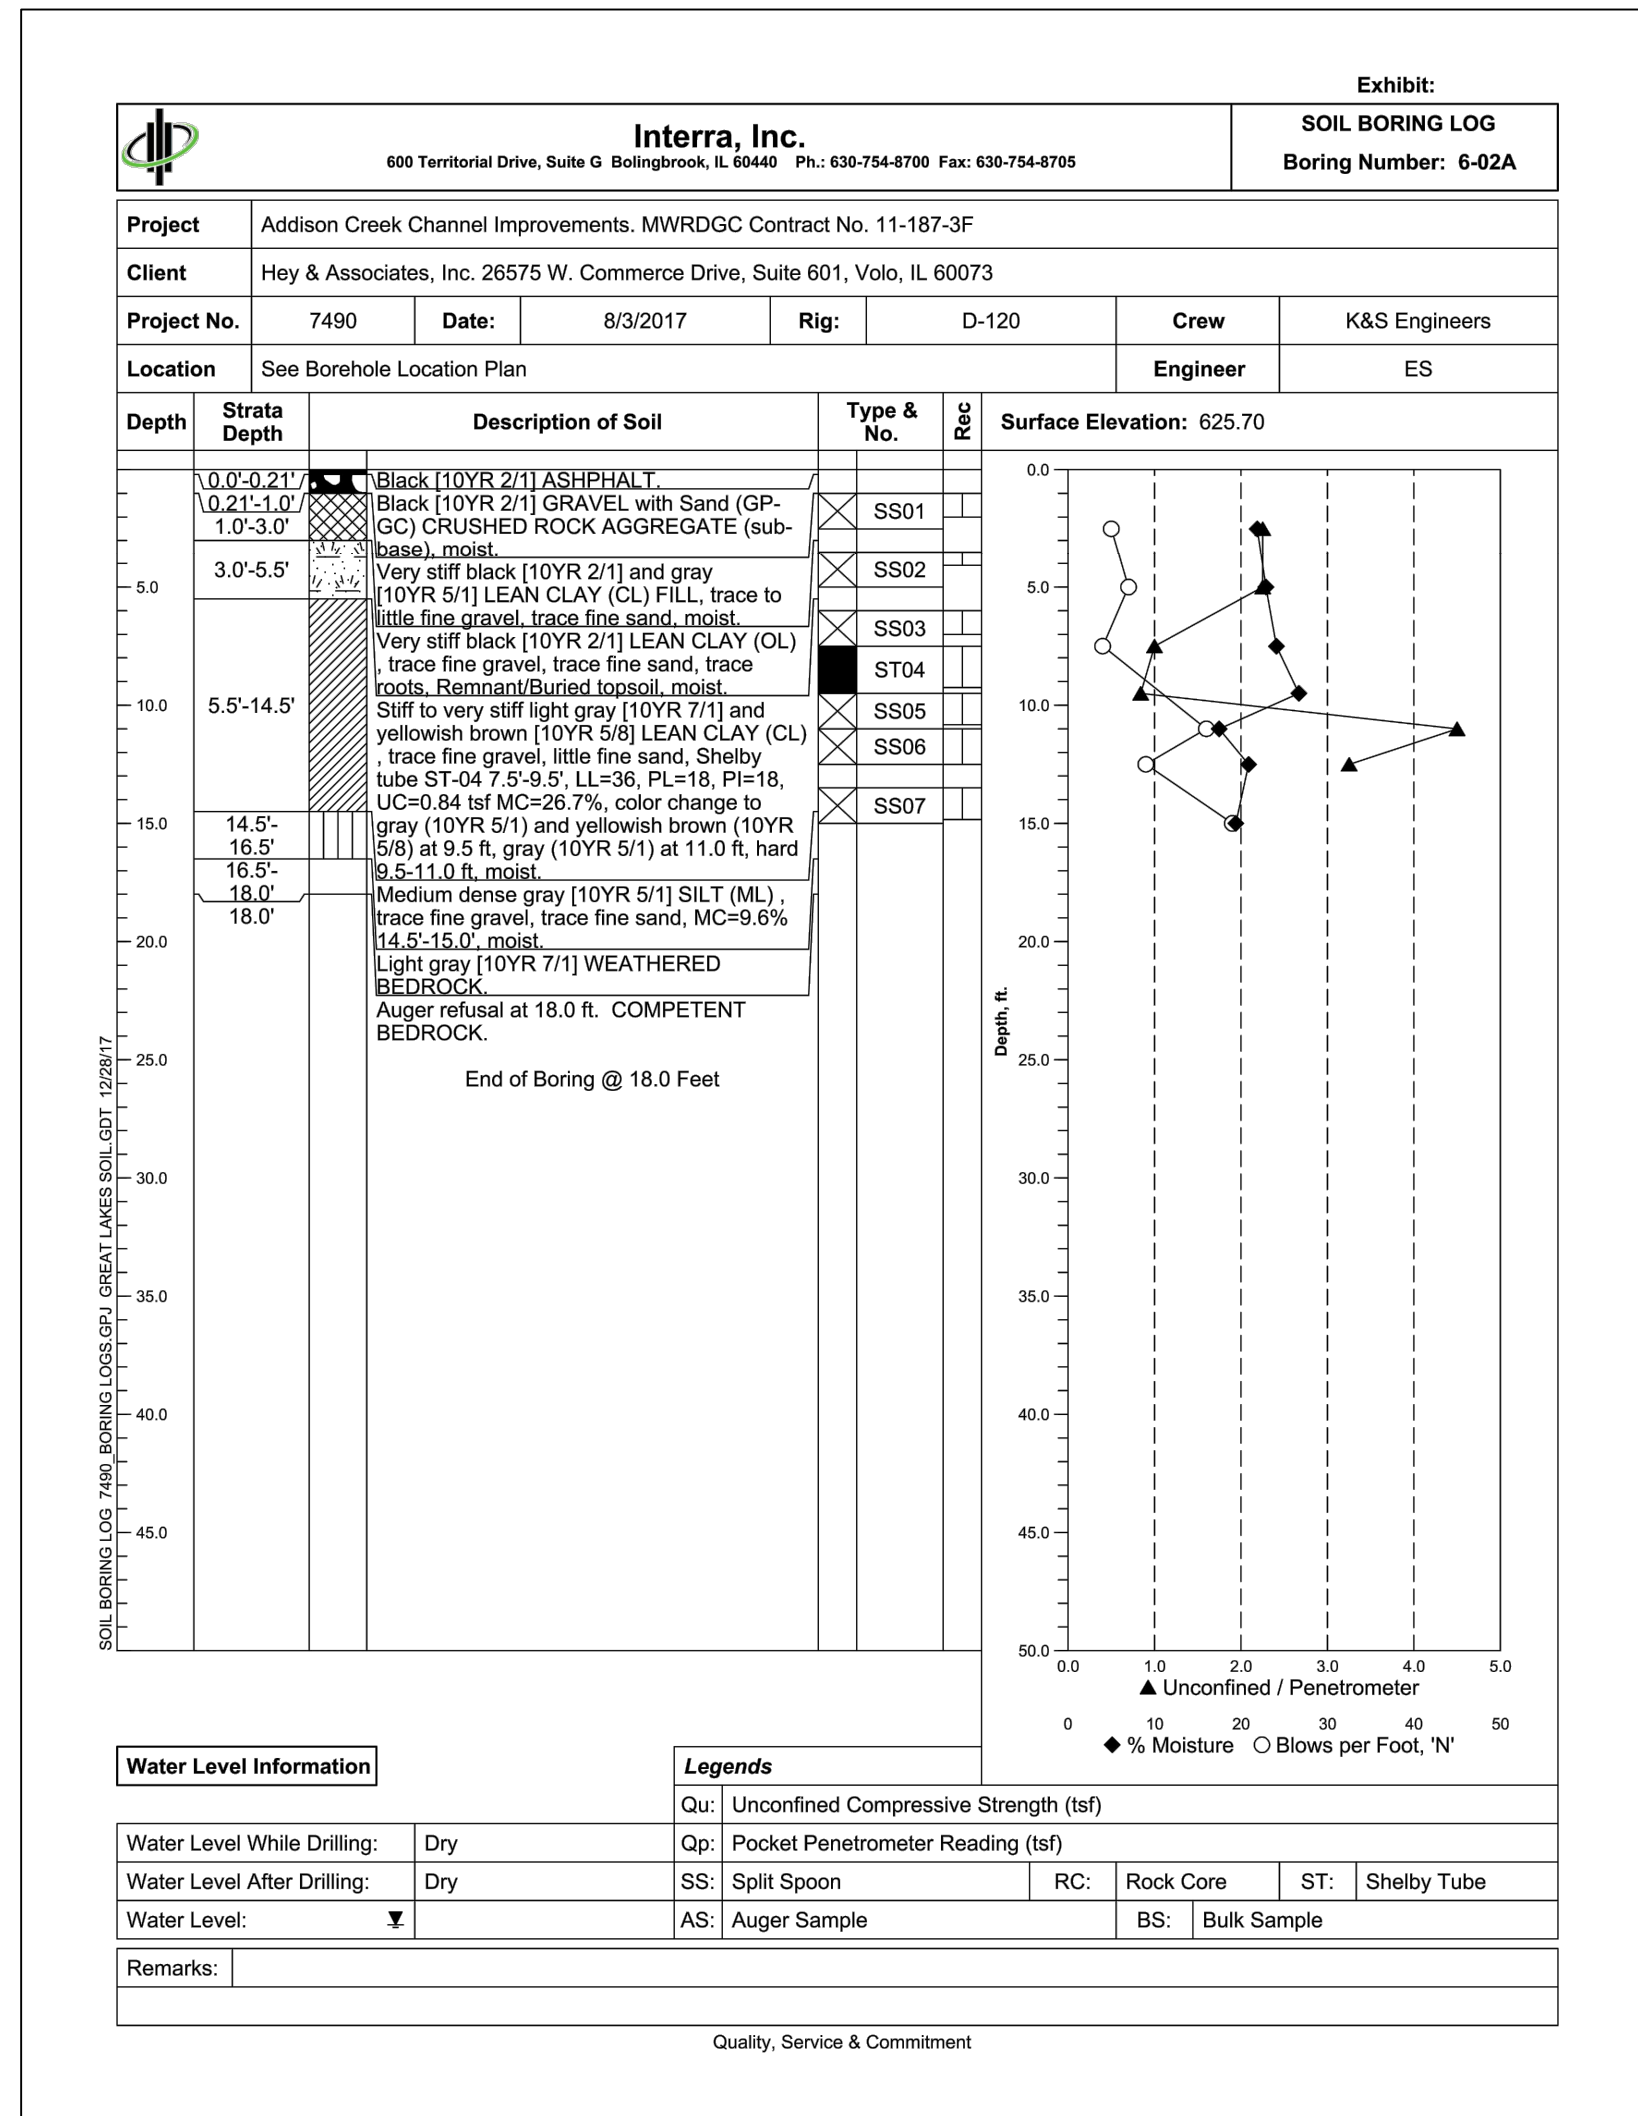 Exhibit:
Interra, Inc.
600 Territorial Drive, Suite G Bolingbrook, IL 60440 Ph.: 630-754-8700 Fax: 630-754-8705
SOIL BORING LOG
Boring Number: 6-02A
Project Addison Creek Channel Improvements. MWRDGC Contract No. 11-187-3F
Client Hey & Associates, Inc. 26575 W. Commerce Drive, Suite 601, Volo, IL 60073
Project No. 7490 Date: 8/3/2017 Rig: D-120 Crew K&S Engineers
Location See Borehole Location Plan Engineer ES
Depth
Strata
Depth
Description of Soil
Type &
No.
Rec
Surface Elevation: 625.70
5.0
10.0
15.0
20.0
25.0
30.0
35.0
40.0
45.0
0.0'-0.21'
0.21'-1.0'
1.0'-3.0'
3.0'-5.5'
5.5'-14.5'
14.5'-
16.5'
16.5'-
18.0'
18.0'
Black [10YR 2/1] ASHPHALT.
Black [10YR 2/1] GRAVEL with Sand (GP-
GC) CRUSHED ROCK AGGREGATE (sub-
base), moist.
Very stiff black [10YR 2/1] and gray
[10YR 5/1] LEAN CLAY (CL) FILL, trace to
little fine gravel, trace fine sand, moist.
Very stiff black [10YR 2/1] LEAN CLAY (OL)
, trace fine gravel, trace fine sand, trace
roots, Remnant/Buried topsoil, moist.
Stiff to very stiff light gray [10YR 7/1] and
yellowish brown [10YR 5/8] LEAN CLAY (CL)
, trace fine gravel, little fine sand, Shelby
tube ST-04 7.5'-9.5', LL=36, PL=18, PI=18,
UC=0.84 tsf MC=26.7%, color change to
gray (10YR 5/1) and yellowish brown (10YR
5/8) at 9.5 ft, gray (10YR 5/1) at 11.0 ft, hard
9.5-11.0 ft, moist.
Medium dense gray [10YR 5/1] SILT (ML) ,
trace fine gravel, trace fine sand, MC=9.6%
14.5'-15.0', moist.
Light gray [10YR 7/1] WEATHERED
BEDROCK.
Auger refusal at 18.0 ft. COMPETENT
BEDROCK.
End of Boring @ 18.0 Feet
SS01
SS02
SS03
ST04
SS05
SS06
SS07
0.0
5.0
10.0
15.0
20.0
25.0
30.0
35.0
40.0
45.0
50.0
Depth, ft.
0.0 1.0 2.0 3.0 4.0 5.0
▲ Unconfined / Penetrometer
0 10 20 30 40 50
◆ % Moisture ○ Blows per Foot, 'N'
SOIL BORING LOG 7490_BORING LOGS.GPJ GREAT LAKES SOIL.GDT 12/28/17
Water Level Information
Water Level While Drilling: Dry
Water Level After Drilling: Dry
Water Level:
Legends
Qu: Unconfined Compressive Strength (tsf)
Qp: Pocket Penetrometer Reading (tsf)
SS: Split Spoon RC: Rock Core ST: Shelby Tube
AS: Auger Sample BS: Bulk Sample
Remarks:
Quality, Service & Commitment